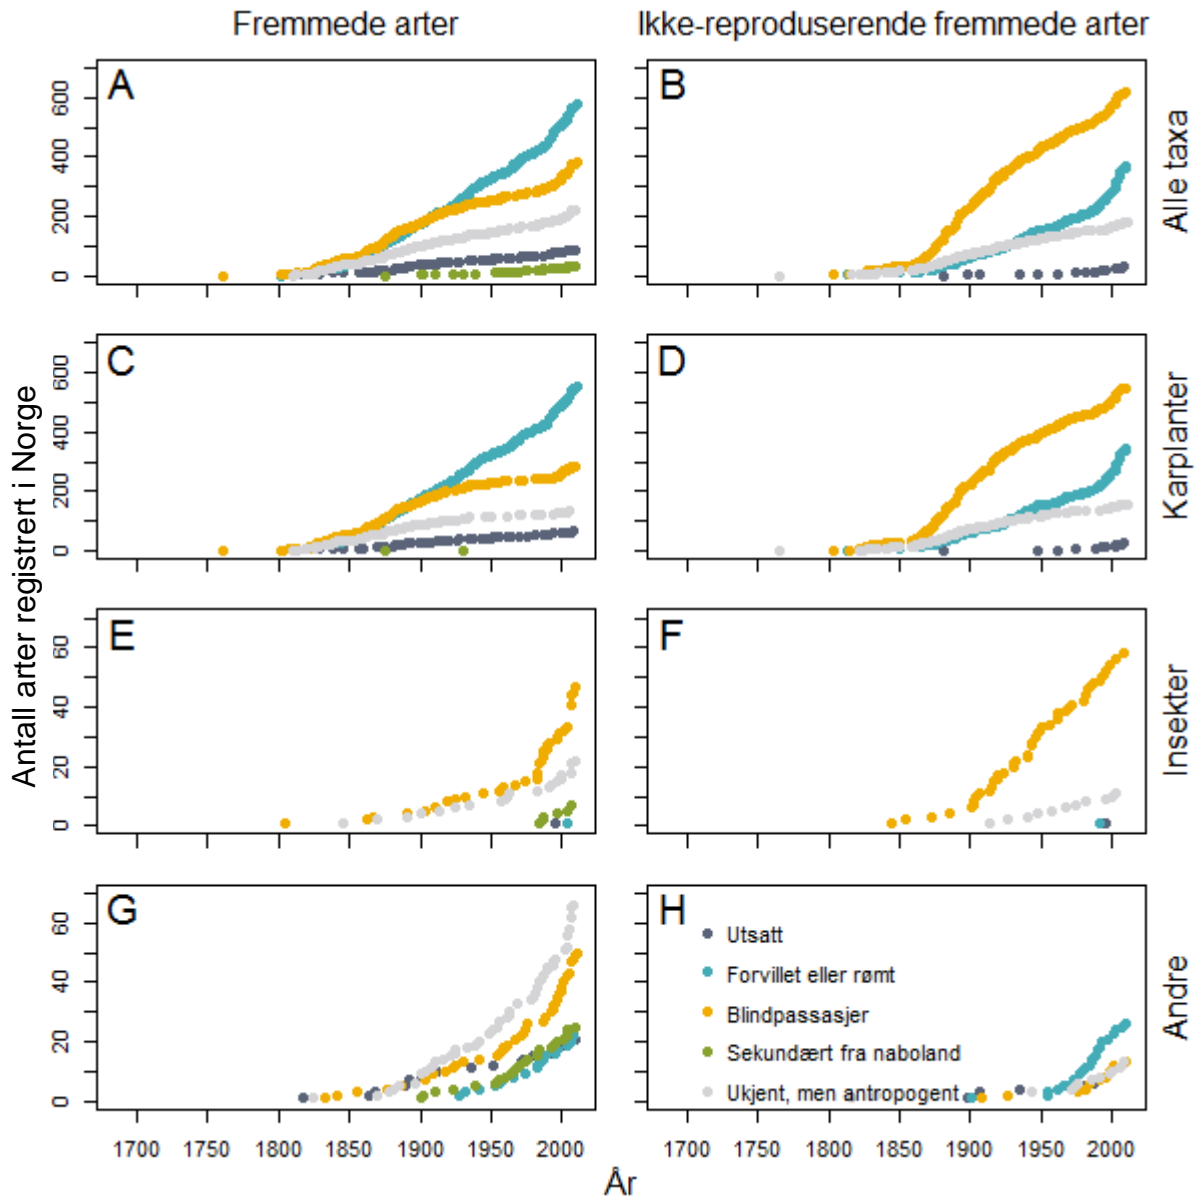 Fremmede arter
Ikke-reproduserende fremmede arter
A
B
0
200
400
600
Alle taxa
C
D
0
200
400
600
Karplanter
E
F
0
20
40
60
Insekter
G
H
0
20
40
60
Andre
Utsatt
Forvillet eller rømt
Blindpassasjer
Sekundært fra naboland
Ukjent, men antropogent
Antall arter registrert i Norge
1700 1750 1800 1850 1900 1950 2000
1700 1750 1800 1850 1900 1950 2000
År